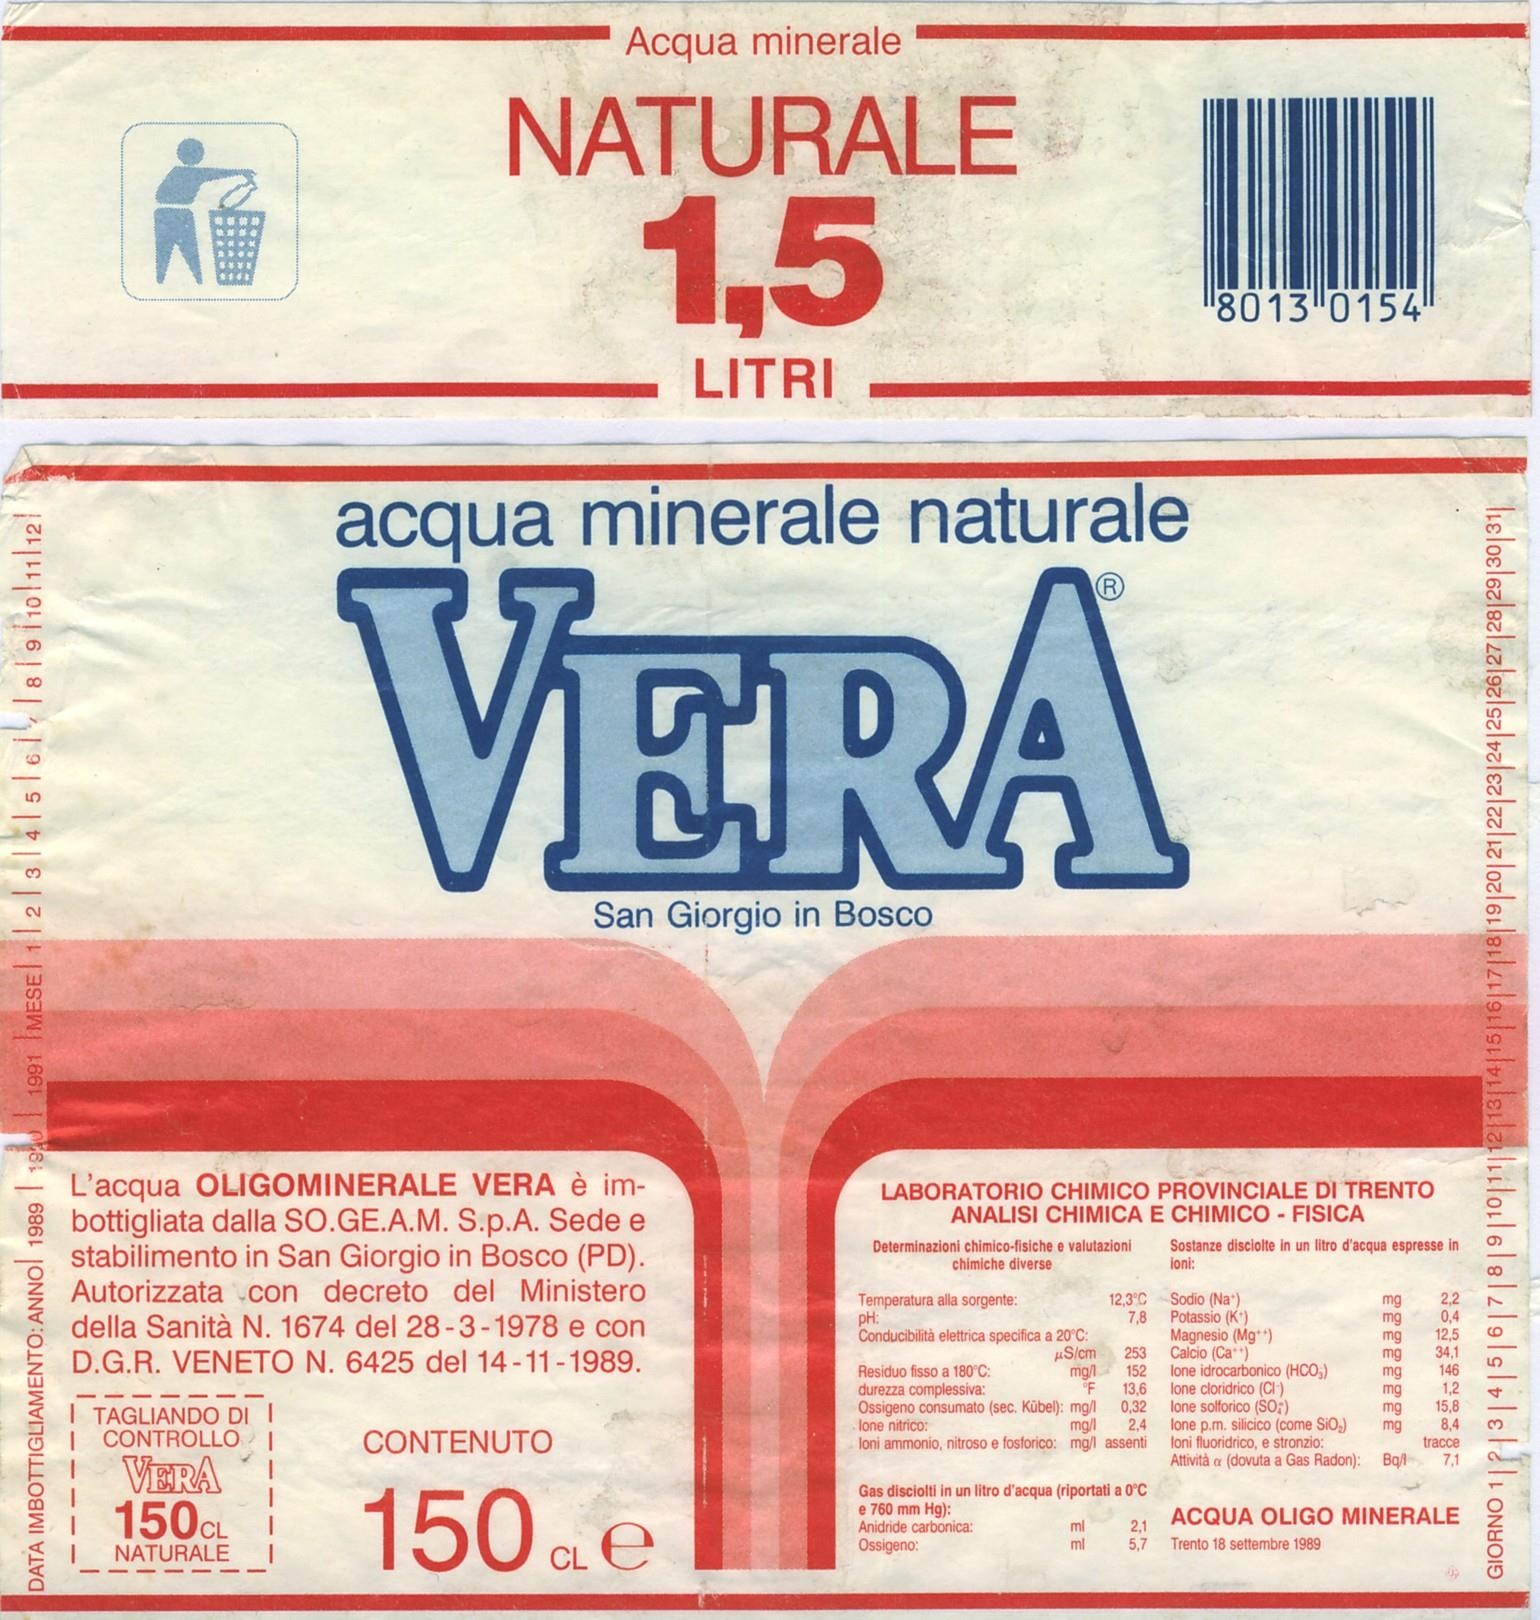 Acqua minerale
NATURALE
1,5
LITRI
8013 0154
acqua minerale naturale
VERA ®
San Giorgio in Bosco
L'acqua OLIGOMINERALE VERA è im-
bottigliata dalla SO.GE.A.M. S.p.A. Sede e
stabilimento in San Giorgio in Bosco (PD).
Autorizzata con decreto del Ministero
della Sanità N. 1674 del 28-3-1978 e con
D.G.R. VENETO N. 6425 del 14-11-1989.
TAGLIANDO DI
CONTROLLO
VERA
150 CL
NATURALE
CONTENUTO
150 CL e
LABORATORIO CHIMICO PROVINCIALE DI TRENTO
ANALISI CHIMICA E CHIMICO - FISICA
Determinazioni chimico-fisiche e valutazioni
chimiche diverse
Temperatura alla sorgente: 12,3°C
pH: 7,8
Conducibilità elettrica specifica a 20°C:
µS/cm 253
Residuo fisso a 180°C: mg/l 152
durezza complessiva: °F 13,6
Ossigeno consumato (sec. Kübel): mg/l 0,32
Ione nitrico: mg/l 2,4
Ioni ammonio, nitroso e fosforico: mg/l assenti
Gas disciolti in un litro d'acqua (riportati a 0°C
e 760 mm Hg):
Anidride carbonica: ml 2,1
Ossigeno: ml 5,7
Sostanze disciolte in un litro d'acqua espresse in
ioni:
Sodio (Na⁺) mg 2,2
Potassio (K⁺) mg 0,4
Magnesio (Mg⁺⁺) mg 12,5
Calcio (Ca⁺⁺) mg 34,1
Ione idrocarbonico (HCO₃) mg 146
Ione cloridrico (Cl⁻) mg 1,2
Ione solforico (SO₄⁻) mg 15,8
Ione p.m. silicico (come SiO₂) mg 8,4
Ioni fluoridrico, e stronzio: tracce
Attività α (dovuta a Gas Radon): Bq/l 7,1
ACQUA OLIGO MINERALE
Trento 18 settembre 1989
DATA IMBOTTIGLIAMENTO: ANNO| 1989 | 1990 | 1991 |MESE| 1 | 2 | 3 | 4 | 5 | 6 | 7 | 8 | 9 |10|11|12|
GIORNO 1|2|3|4|5|6|7|8|9|10|11|12|13|14|15|16|17|18|19|20|21|22|23|24|25|26|27|28|29|30|31|